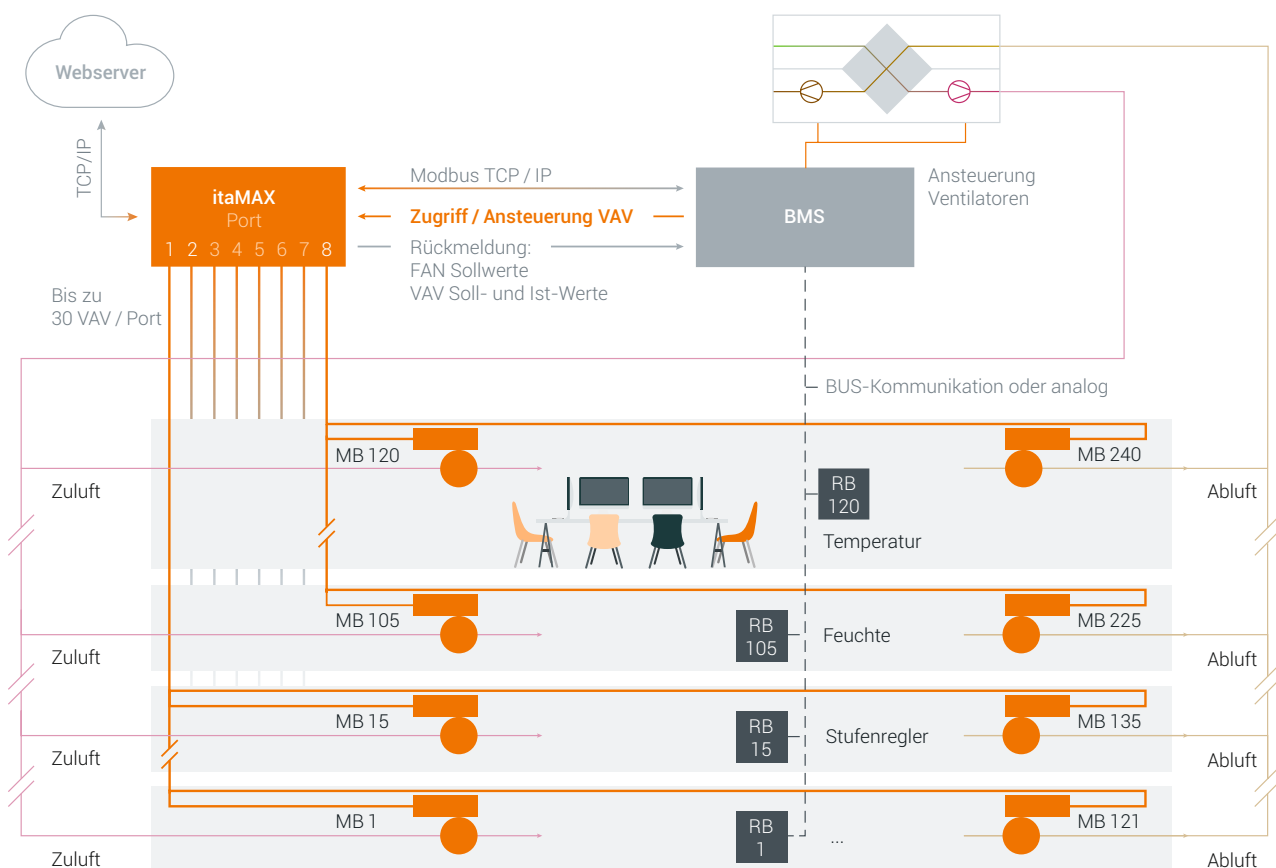 Webserver
TCP/IP
itaMAX
Port
1 2 3 4 5 6 7 8
Modbus TCP / IP
Zugriff / Ansteuerung VAV
Rückmeldung:
FAN Sollwerte
VAV Soll- und Ist-Werte
BMS
Ansteuerung
Ventilatoren
Bis zu
30 VAV / Port
BUS-Kommunikation oder analog
MB 120
MB 240
Zuluft
RB
120
Abluft
Temperatur
MB 105
RB
105
Feuchte
MB 225
Zuluft
Abluft
MB 15
RB
15
Stufenregler
MB 135
Zuluft
Abluft
MB 1
RB
1
...
MB 121
Zuluft
Abluft